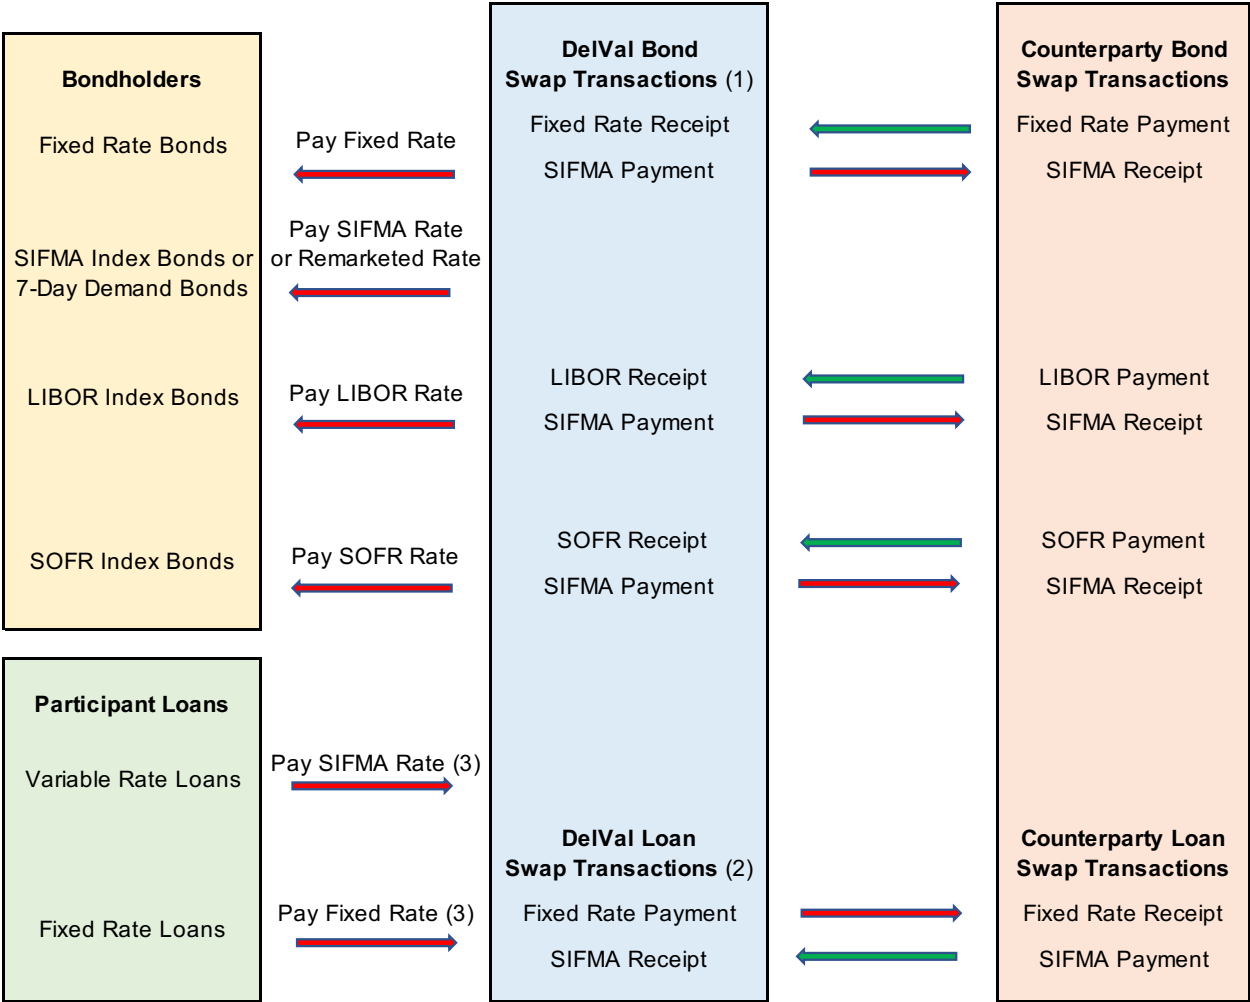 Bondholders
Fixed Rate Bonds
SIFMA Index Bonds or
7-Day Demand Bonds
LIBOR Index Bonds
SOFR Index Bonds
Participant Loans
Variable Rate Loans
Fixed Rate Loans
Pay Fixed Rate
Pay SIFMA Rate
or Remarketed Rate
Pay LIBOR Rate
Pay SOFR Rate
Pay SIFMA Rate (3)
Pay Fixed Rate (3)
DelVal Bond
Swap Transactions (1)
Fixed Rate Receipt
SIFMA Payment
LIBOR Receipt
SIFMA Payment
SOFR Receipt
SIFMA Payment
DelVal Loan
Swap Transactions (2)
Fixed Rate Payment
SIFMA Receipt
Counterparty Bond
Swap Transactions
Fixed Rate Payment
SIFMA Receipt
LIBOR Payment
SIFMA Receipt
SOFR Payment
SIFMA Receipt
Counterparty Loan
Swap Transactions
Fixed Rate Receipt
SIFMA Payment